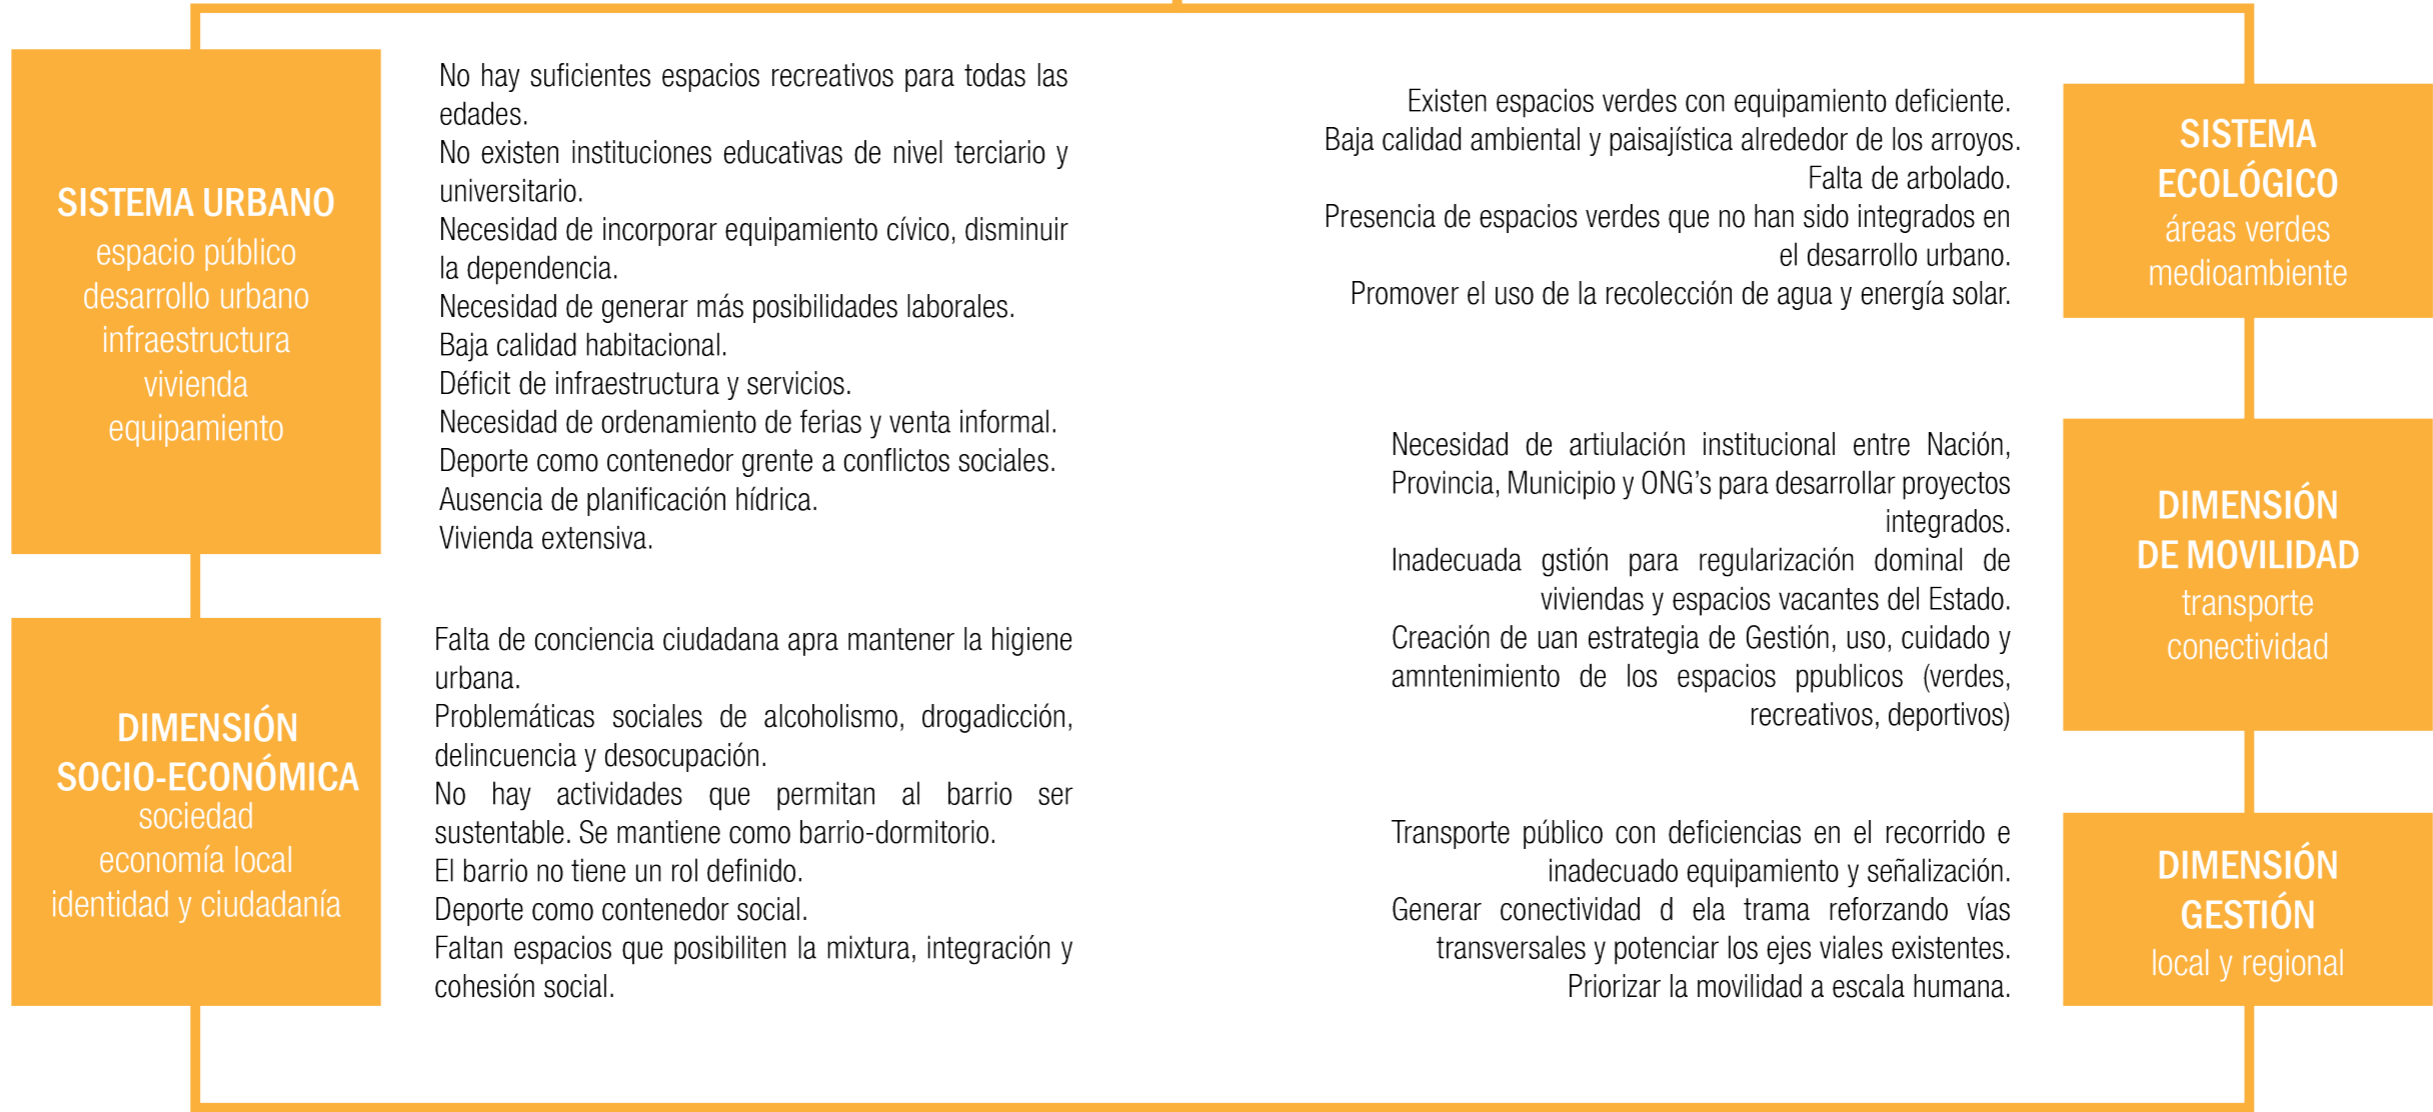 SISTEMA URBANO
espacio público
desarrollo urbano
infraestructura
vivienda
equipamiento
No hay suficientes espacios recreativos para todas las
edades.
No existen instituciones educativas de nivel terciario y
universitario.
Necesidad de incorporar equipamiento cívico, disminuir
la dependencia.
Necesidad de generar más posibilidades laborales.
Baja calidad habitacional.
Déficit de infraestructura y servicios.
Necesidad de ordenamiento de ferias y venta informal.
Deporte como contenedor grente a conflictos sociales.
Ausencia de planificación hídrica.
Vivienda extensiva.
DIMENSIÓN
SOCIO-ECONÓMICA
sociedad
economía local
identidad y ciudadanía
Falta de conciencia ciudadana apra mantener la higiene
urbana.
Problemáticas sociales de alcoholismo, drogadicción,
delincuencia y desocupación.
No hay actividades que permitan al barrio ser
sustentable. Se mantiene como barrio-dormitorio.
El barrio no tiene un rol definido.
Deporte como contenedor social.
Faltan espacios que posibiliten la mixtura, integración y
cohesión social.
Existen espacios verdes con equipamiento deficiente.
Baja calidad ambiental y paisajística alrededor de los arroyos.
Falta de arbolado.
Presencia de espacios verdes que no han sido integrados en
el desarrollo urbano.
Promover el uso de la recolección de agua y energía solar.
SISTEMA
ECOLÓGICO
áreas verdes
medioambiente
Necesidad de artiulación institucional entre Nación,
Provincia, Municipio y ONG's para desarrollar proyectos
integrados.
Inadecuada gstión para regularización dominal de
viviendas y espacios vacantes del Estado.
Creación de uan estrategia de Gestión, uso, cuidado y
amntenimiento de los espacios ppublicos (verdes,
recreativos, deportivos)
DIMENSIÓN
DE MOVILIDAD
transporte
conectividad
Transporte público con deficiencias en el recorrido e
inadecuado equipamiento y señalización.
Generar conectividad d ela trama reforzando vías
transversales y potenciar los ejes viales existentes.
Priorizar la movilidad a escala humana.
DIMENSIÓN
GESTIÓN
local y regional